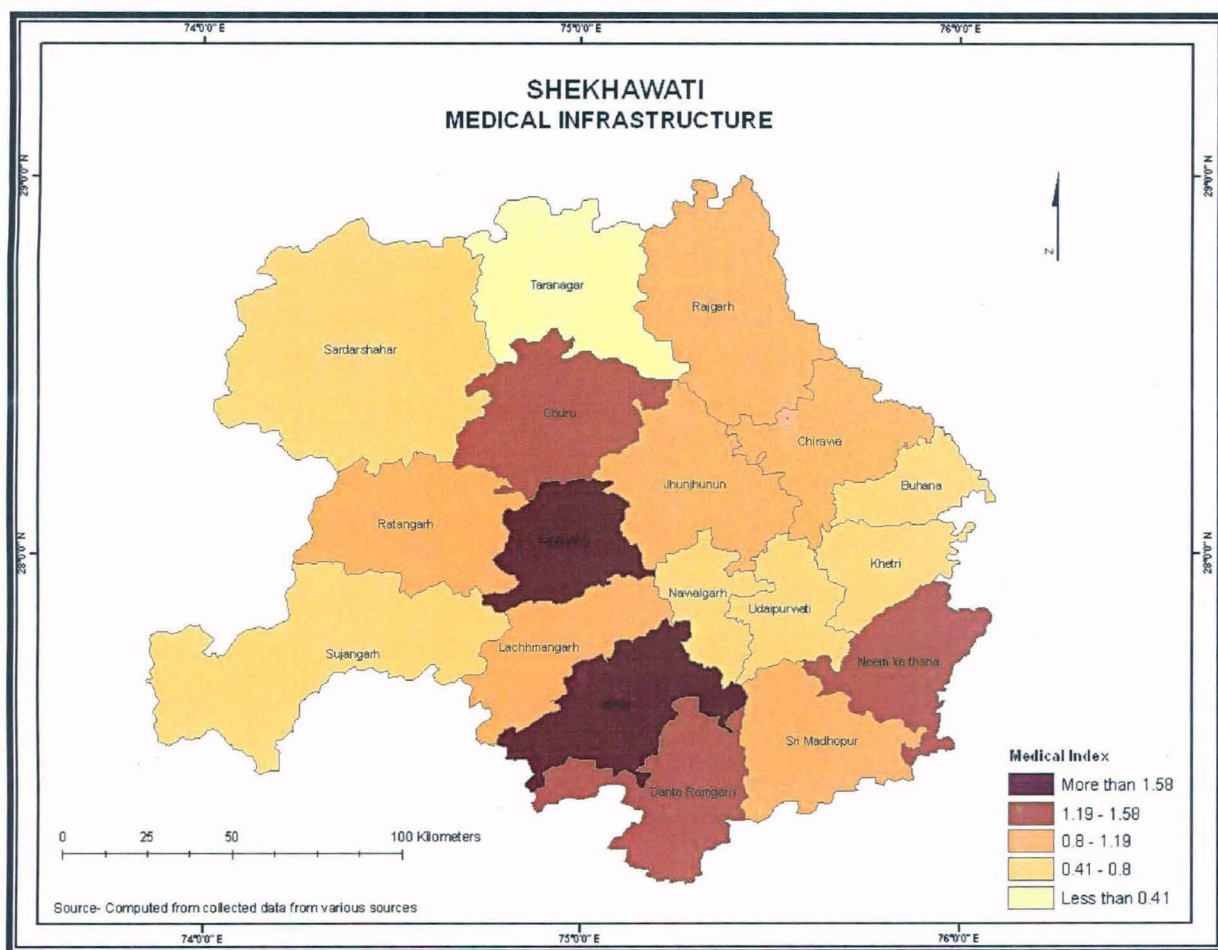 74°0'0" E
75°0'0" E
76°0'0" E
SHEKHAWATI
MEDICAL INFRASTRUCTURE
29°0'0" N
29°0'0" N
N
Taranagar
Rajgarh
Sardarshahar
Churu
Chirawa
Jhunjhunun
Buhana
Ratangarh
28°0'0" N
28°0'0" N
Khetri
Nawalgarh
Udaipurwati
Lachhmangarh
Sujangarh
Neem ka thana
Sri Madhopur
Danta Ramgarh
Medical Index
More than 1.58
1.19 - 1.58
0.8 - 1.19
0.41 - 0.8
Less than 0.41
0 25 50 100 Kilometers
Source- Computed from collected data from various sources
74°0'0" E
75°0'0" E
76°0'0" E